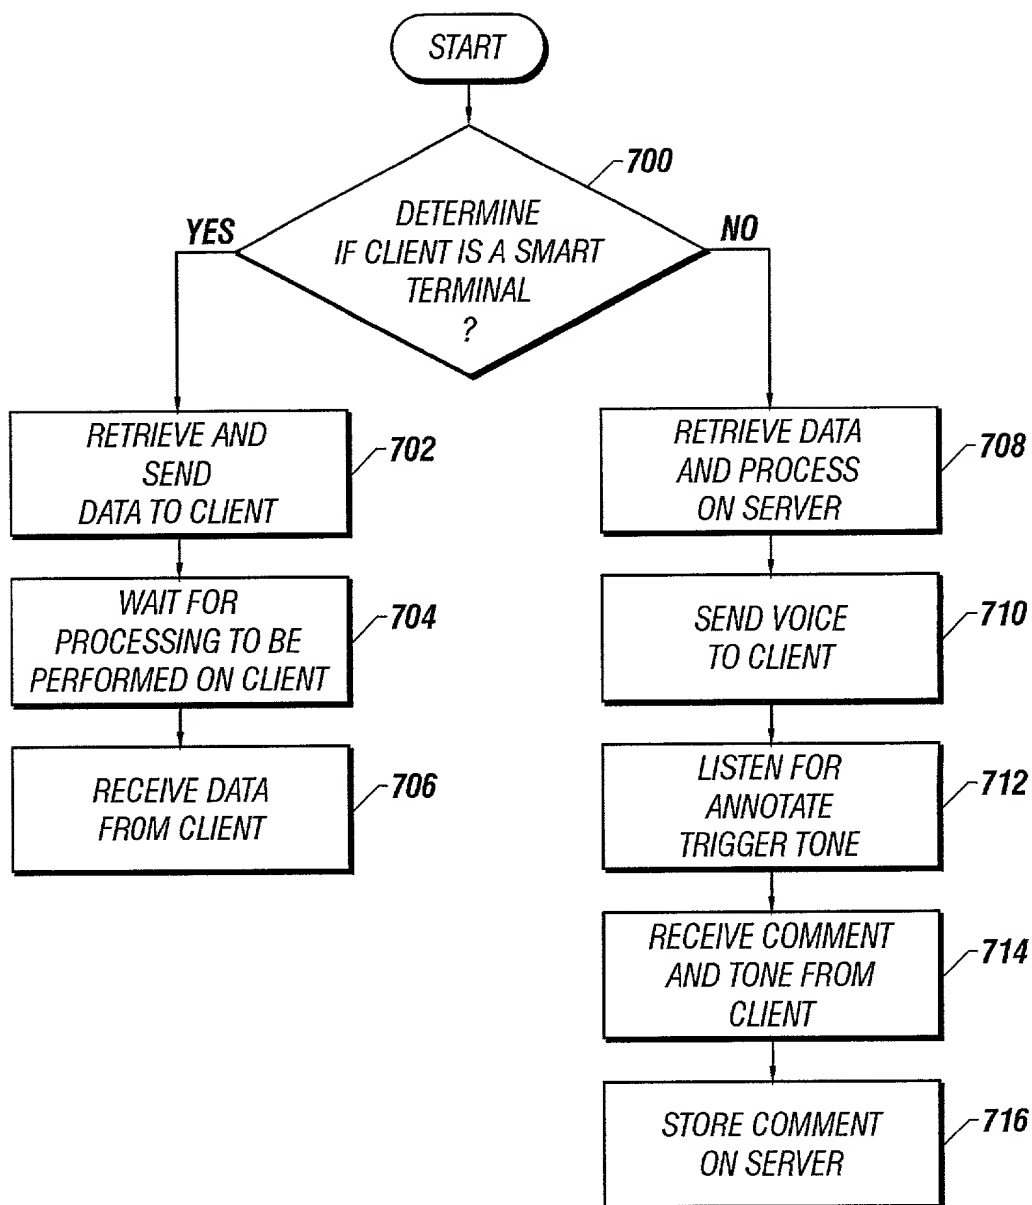 START
700
DETERMINE
IF CLIENT IS A SMART
TERMINAL
?
YES
NO
RETRIEVE AND
SEND
DATA TO CLIENT
702
WAIT FOR
PROCESSING TO BE
PERFORMED ON CLIENT
704
RECEIVE DATA
FROM CLIENT
706
RETRIEVE DATA
AND PROCESS
ON SERVER
708
SEND VOICE
TO CLIENT
710
LISTEN FOR
ANNOTATE
TRIGGER TONE
712
RECEIVE COMMENT
AND TONE FROM
CLIENT
714
STORE COMMENT
ON SERVER
716